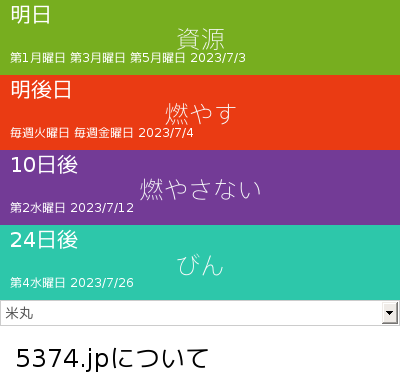 明日
資源
第1月曜日 第3月曜日 第5月曜日 2023/7/3
明後日
燃やす
毎週火曜日 毎週金曜日 2023/7/4
10日後
燃やさない
第2水曜日 2023/7/12
24日後
びん
第4水曜日 2023/7/26
米丸
5374.jpについて